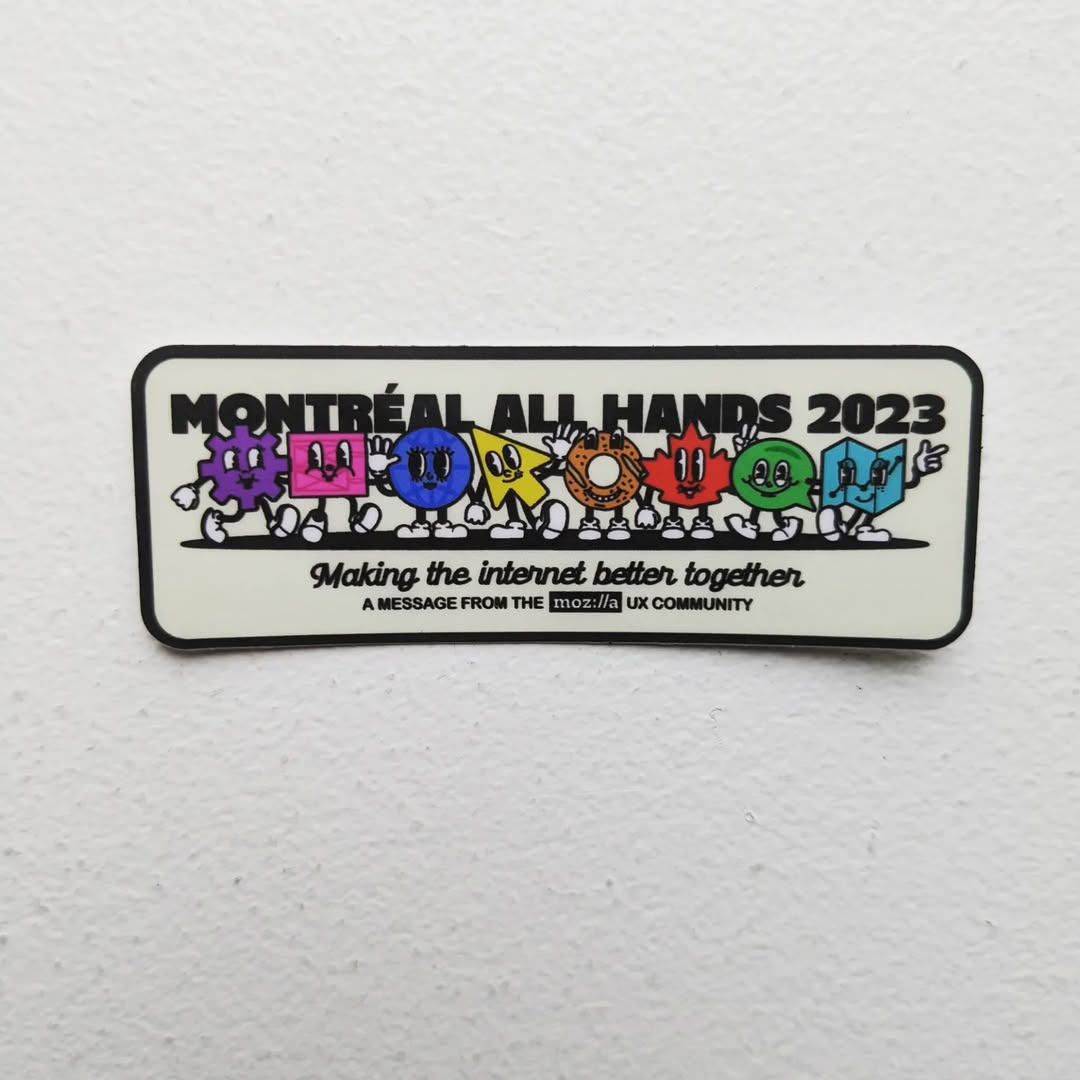 MONTRÉAL ALL HANDS 2023
Making the internet better together
A MESSAGE FROM THE moz://a UX COMMUNITY